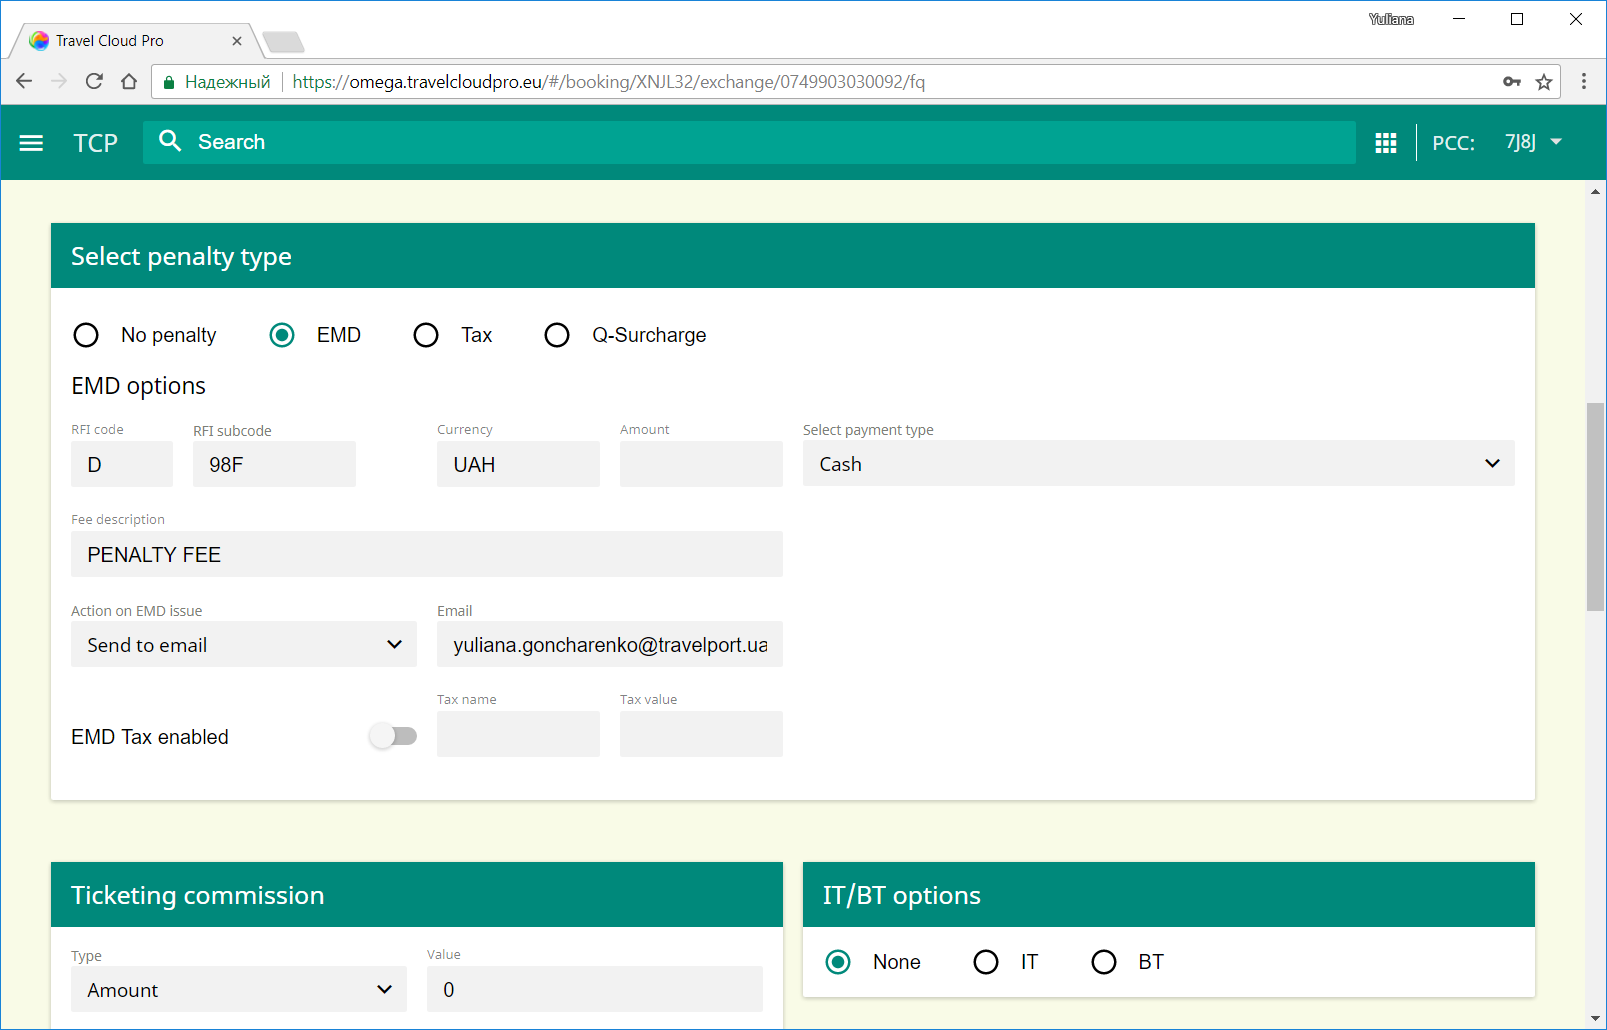 Yuliana
Travel Cloud Pro
Надежный https://omega.travelcloudpro.eu/#/booking/XNJL32/exchange/0749903030092/fq
TCP Search PCC: 7J8J
Select penalty type
No penalty EMD Tax Q-Surcharge
EMD options
RFI code RFI subcode Currency Amount Select payment type
D 98F UAH Cash
Fee description
PENALTY FEE
Action on EMD issue Email
Send to email yuliana.goncharenko@travelport.ua
Tax name Tax value
EMD Tax enabled
Ticketing commission IT/BT options
Type Value
None IT BT
Amount 0